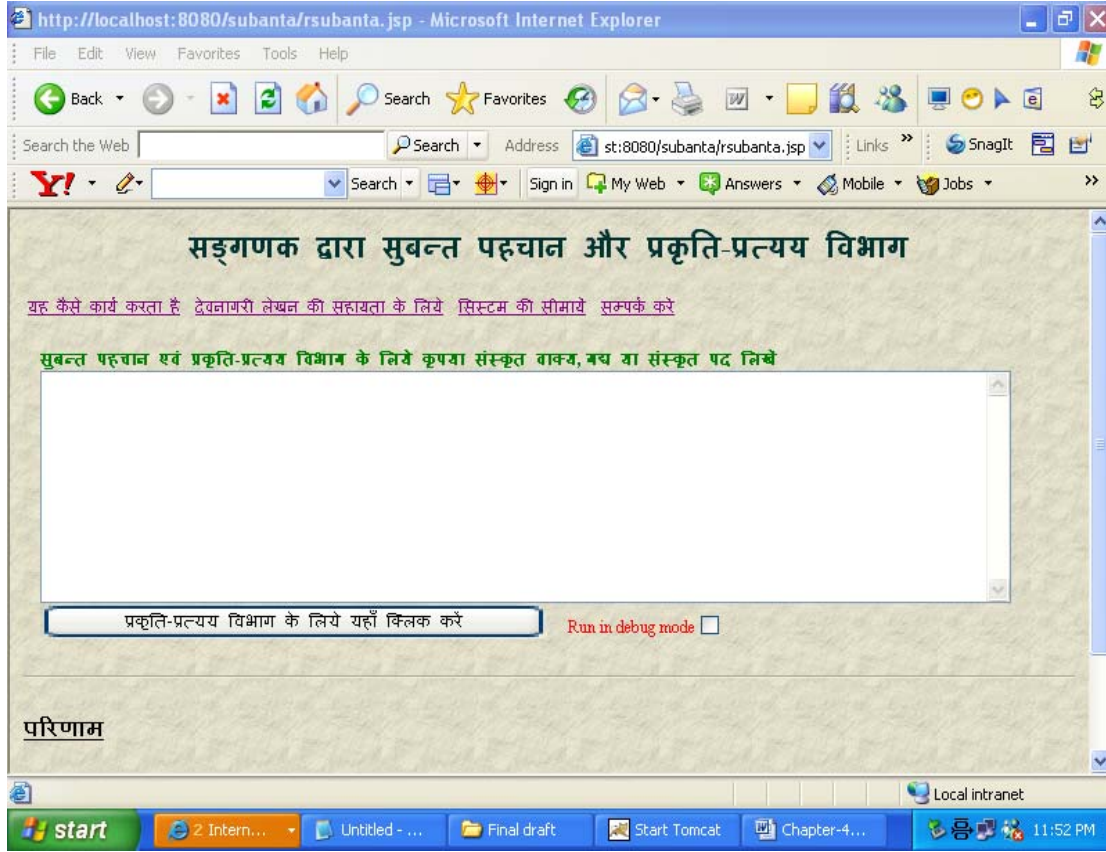 http://localhost:8080/subanta/rsubanta.jsp - Microsoft Internet Explorer
File Edit View Favorites Tools Help
Back Search Favorites
Search the Web Search Address st:8080/subanta/rsubanta.jsp Links » SnagIt
Y! Search Sign in My Web Answers Mobile Jobs »
सङ्गणक द्वारा सुबन्त पहचान और प्रकृति-प्रत्यय विभाग
यह कैसे कार्य करता है देवनागरी लेखन की सहायता के लिये सिस्टम की सीमाये सम्पर्क करे
सुबन्त पहचान एवं प्रकृति-प्रत्यय विभाग के लिये कृपया संस्कृत वाक्य, गद्य या संस्कृत पद लिखे
प्रकृति-प्रत्यय विभाग के लिये यहाँ क्लिक करें
Run in debug mode
परिणाम
Local intranet
start 2 Intern... Untitled - ... Final draft Start Tomcat Chapter-4... 11:52 PM